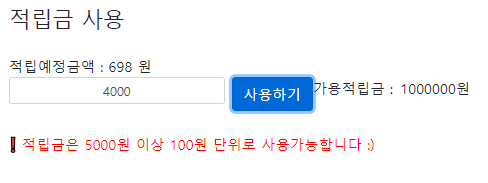 적립금 사용
적립예정금액 : 698 원
4000 사용하기 가용적립금 : 1000000원
❗ 적립금은 5000원 이상 100원 단위로 사용가능합니다 :)